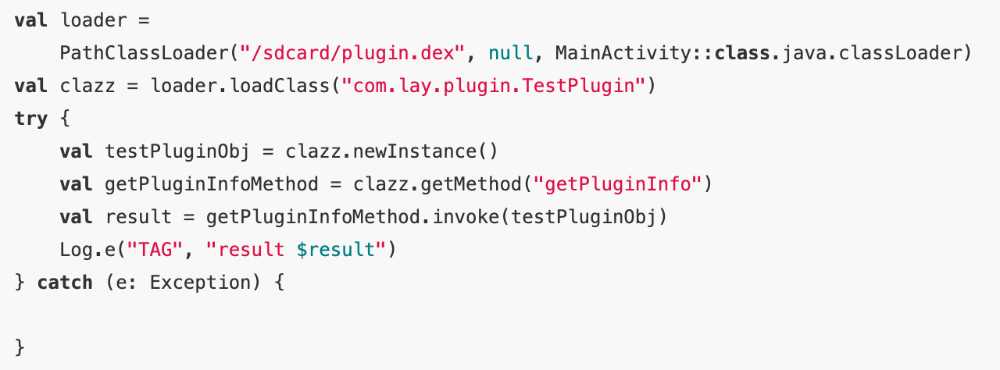 val loader =
    PathClassLoader("/sdcard/plugin.dex", null, MainActivity::class.java.classLoader)
val clazz = loader.loadClass("com.lay.plugin.TestPlugin")
try {
    val testPluginObj = clazz.newInstance()
    val getPluginInfoMethod = clazz.getMethod("getPluginInfo")
    val result = getPluginInfoMethod.invoke(testPluginObj)
    Log.e("TAG", "result $result")
} catch (e: Exception) {

}